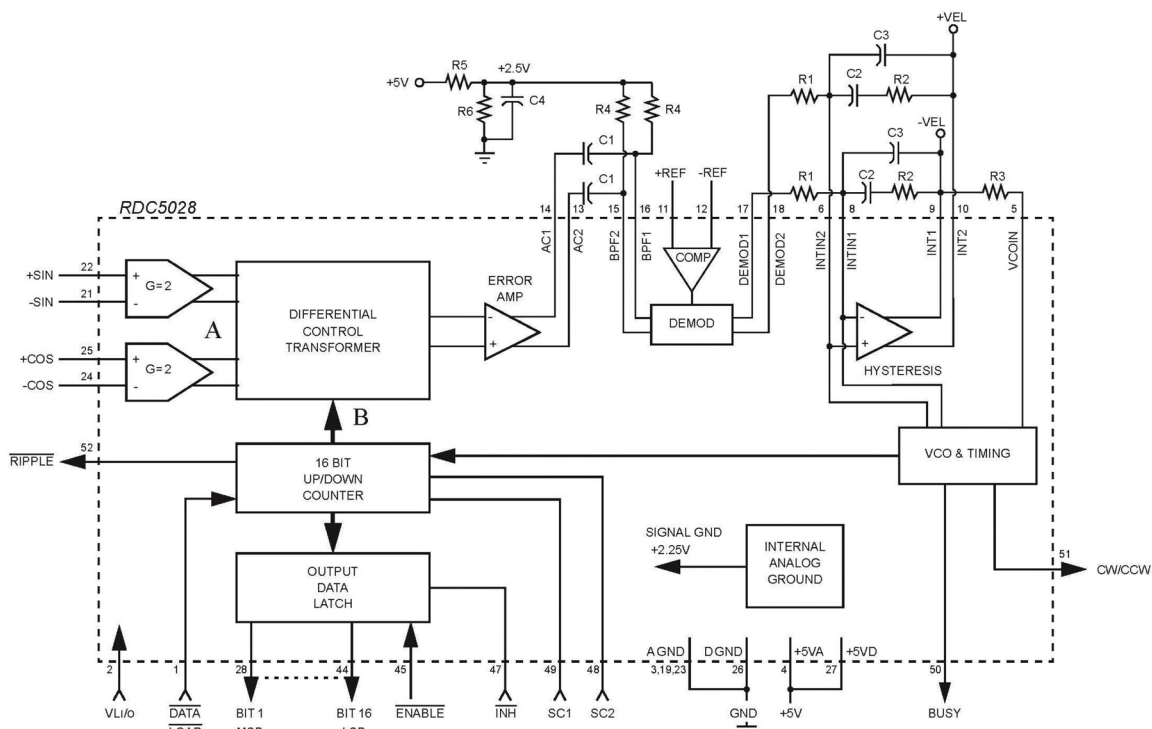 +VEL
C3
R5
+2.5V
+5V
R1
C2
R2
R6
C4
R4
R4
-VEL
C3
C1
+REF
-REF
R1
C2
R2
R3
C1
RDC5028
14
13
15
16
11
12
17
18
6
8
9
10
5
AC1
AC2
BPF2
BPF1
DEMOD1
DEMOD2
INTIN2
INTIN1
INT1
INT2
VCOIN
+SIN
22
+
G=2
-SIN
21
-
A
DIFFERENTIAL
CONTROL
TRANSFORMER
ERROR
AMP
-
+
COMP
DEMOD
-
+
HYSTERESIS
+COS
25
+
G=2
-COS
24
-
B
RIPPLE
52
16 BIT
UP/DOWN
COUNTER
VCO & TIMING
SIGNAL GND
+2.25V
INTERNAL
ANALOG
GROUND
51
CW/CCW
OUTPUT
DATA
LATCH
A GND
D GND
+5VA
+5VD
2
1
28
44
45
47
49
48
3,19,23
26
4
27
50
VLI/o
DATA
BIT 1
BIT 16
ENABLE
INH
SC1
SC2
GND
+5V
BUSY